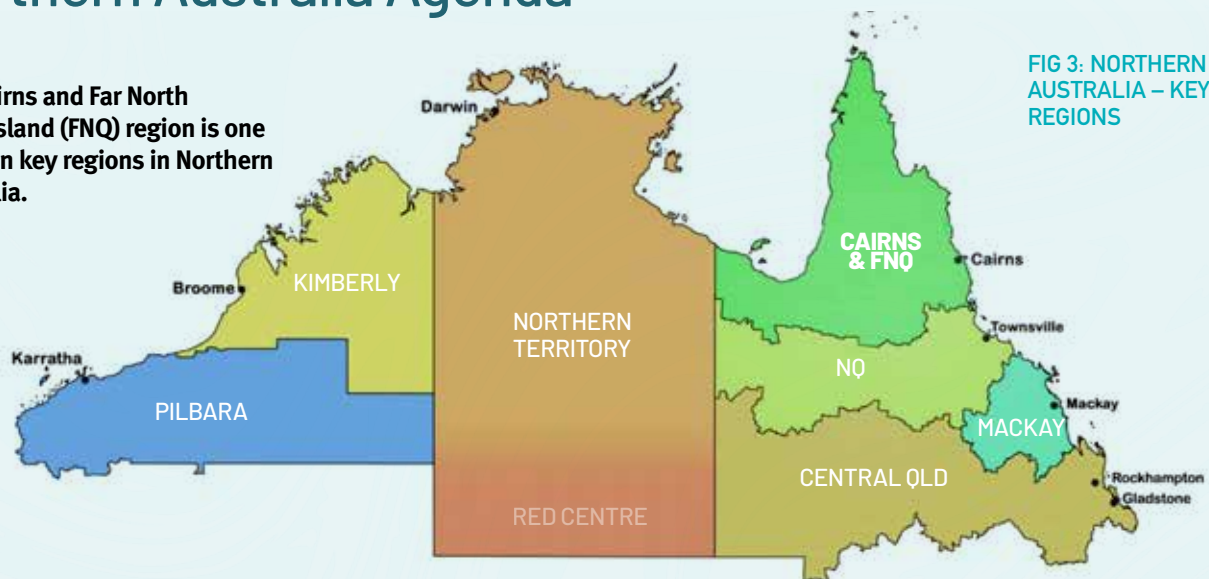 thern Australia Agenda
irns and Far North
sland (FNQ) region is one
n key regions in Northern
lia.
FIG 3: NORTHERN
AUSTRALIA – KEY
REGIONS
Darwin
CAIRNS
& FNQ
Cairns
KIMBERLY
Broome
NORTHERN
TERRITORY
Townsville
Karratha
NQ
PILBARA
Mackay
MACKAY
CENTRAL QLD
Rockhampton
Gladstone
RED CENTRE